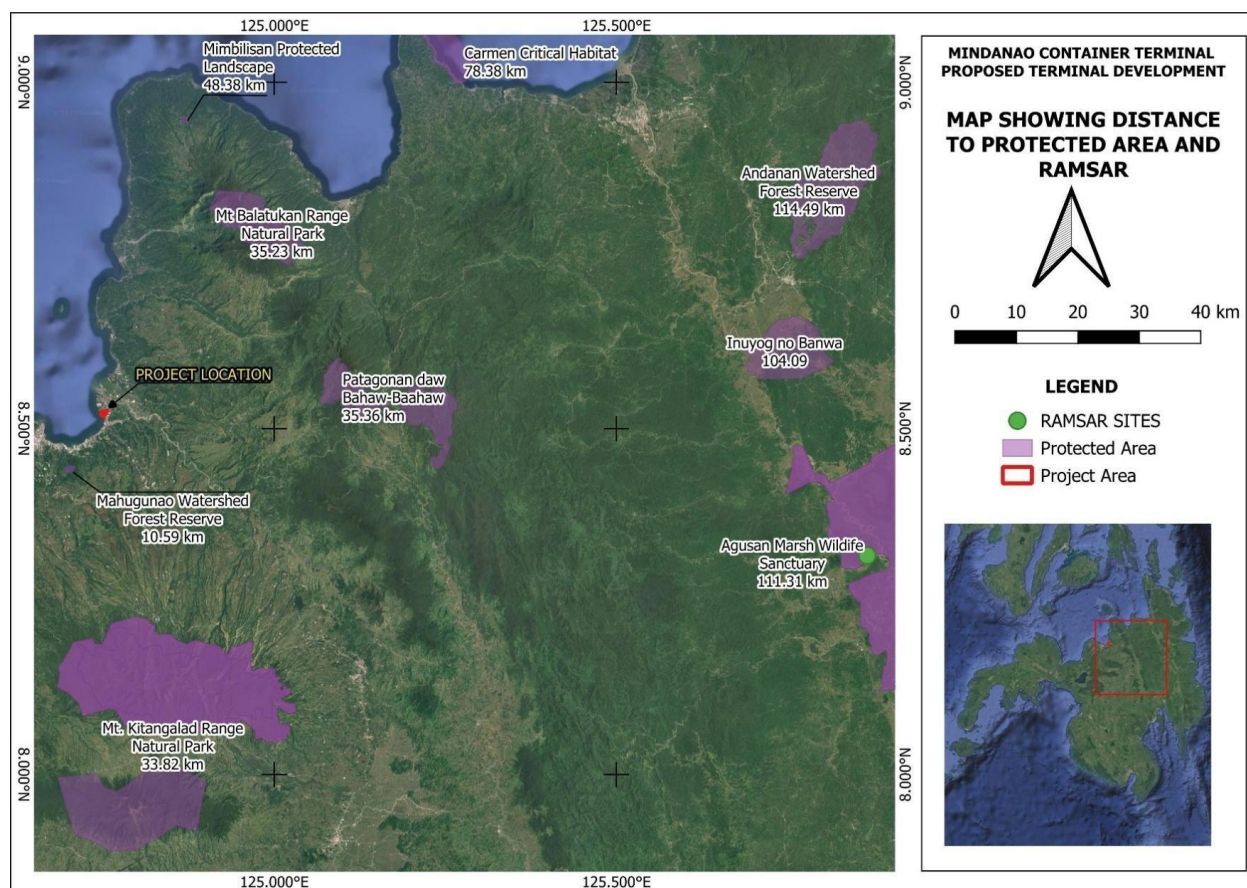 125.000°E
125.500°E
Mimbilisan Protected
Landscape
48.38 km
Carmen Critical Habitat
78.38 km
9.000°N
9.000°N
Andanan Watershed
Forest Reserve
114.49 km
Mt Balatukan Range
Natural Park
35.23 km
Inuyog no Banwa
104.09
PROJECT LOCATION
Patagonan daw
Bahaw-Baahaw
35.36 km
8.500°N
8.500°N
Mahugunao Watershed
Forest Reserve
10.59 km
Agusan Marsh Wildlife
Sanctuary
111.31 km
Mt. Kitangalad Range
Natural Park
33.82 km
8.000°N
8.000°N
125.000°E
125.500°E
MINDANAO CONTAINER TERMINAL
PROPOSED TERMINAL DEVELOPMENT
MAP SHOWING DISTANCE
TO PROTECTED AREA AND
RAMSAR
0 10 20 30 40 km
LEGEND
RAMSAR SITES
Protected Area
Project Area